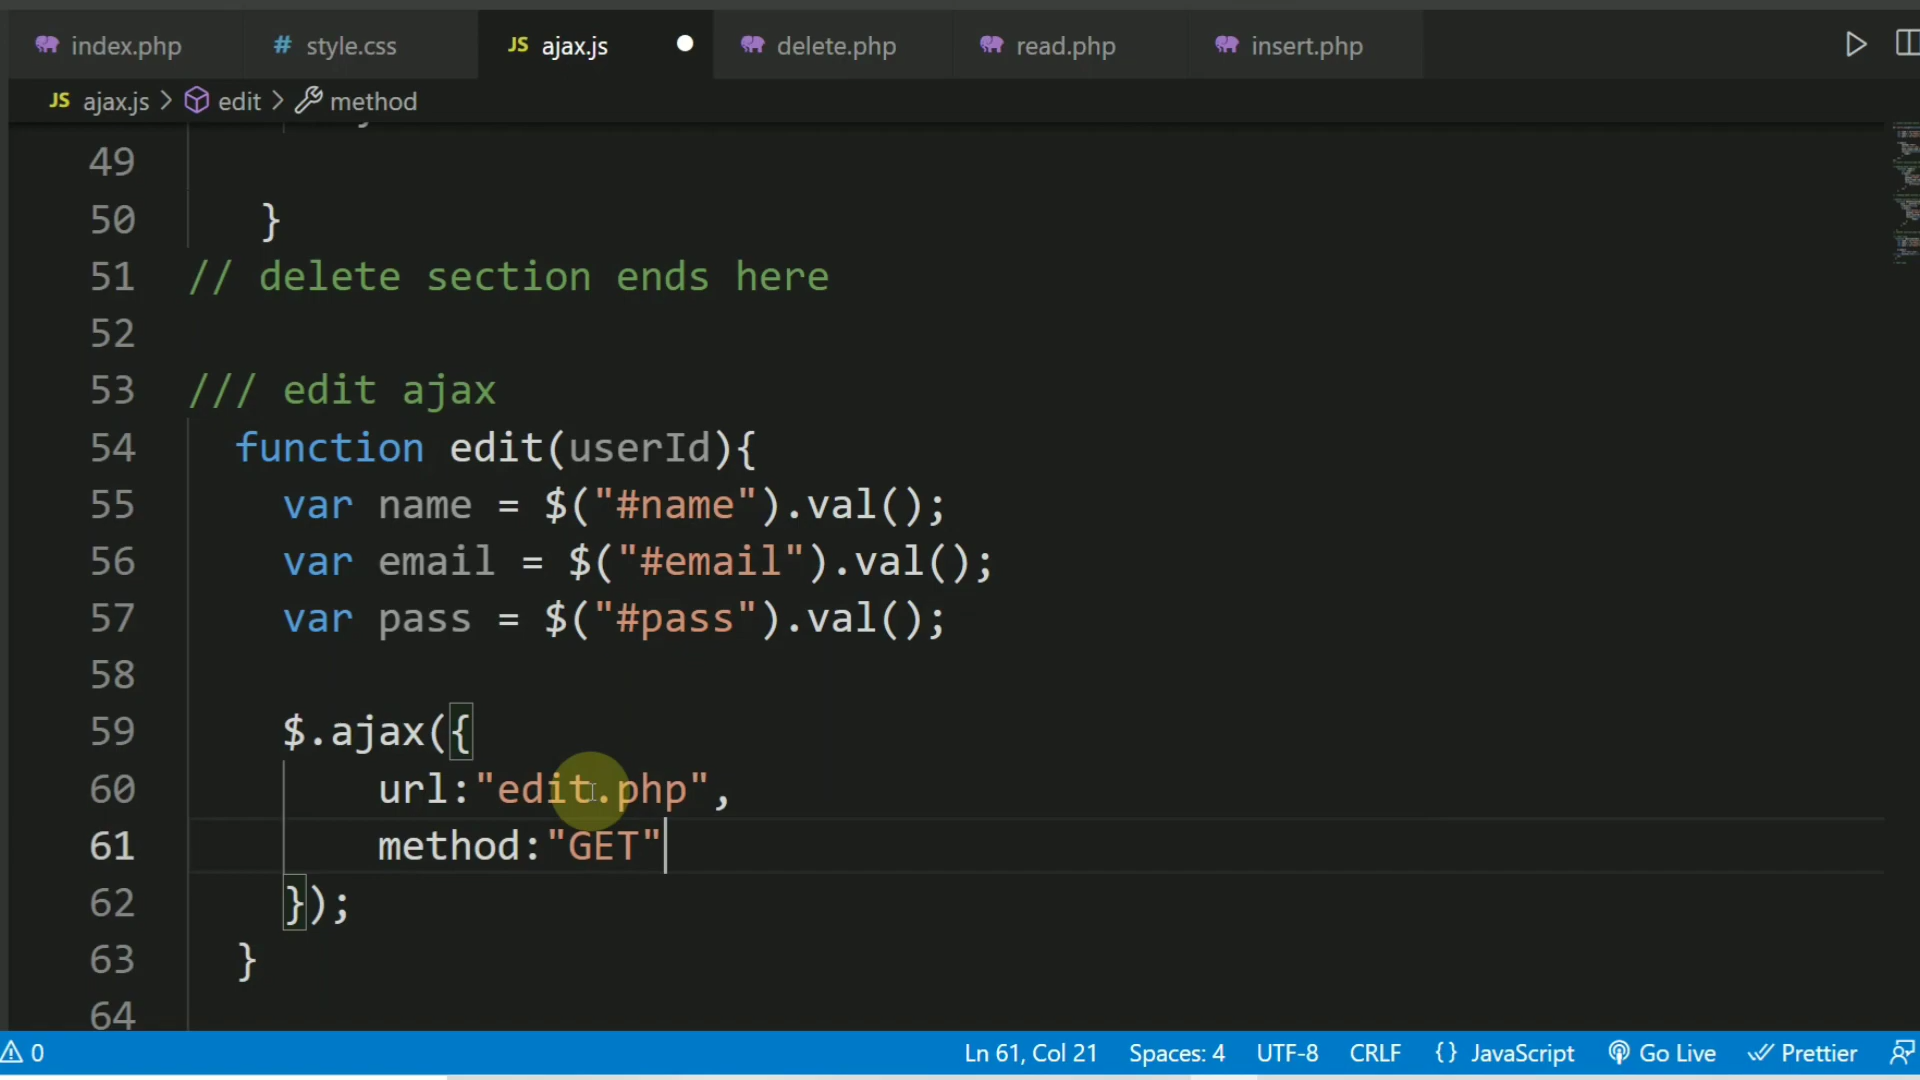 index.php
# style.css
JS ajax.js
delete.php
read.php
insert.php
JS ajax.js > edit > method
49
50 }
51 // delete section ends here
52
53 /// edit ajax
54 function edit(userId){
55 var name = $("#name").val();
56 var email = $("#email").val();
57 var pass = $("#pass").val();
58
59 $.ajax({
60 url:"edit.php",
61 method:"GET"
62 });
63 }
64
0 Ln 61, Col 21 Spaces: 4 UTF-8 CRLF {} JavaScript Go Live Prettier